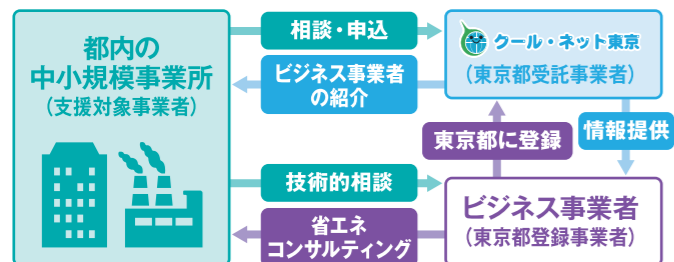 都内の
中小規模事業所
（支援対象事業者）
相談・申込
ビジネス事業者
の紹介
クール・ネット東京
（東京都受託事業者）
東京都に登録
情報提供
技術的相談
省エネ
コンサルティング
ビジネス事業者
（東京都登録事業者）